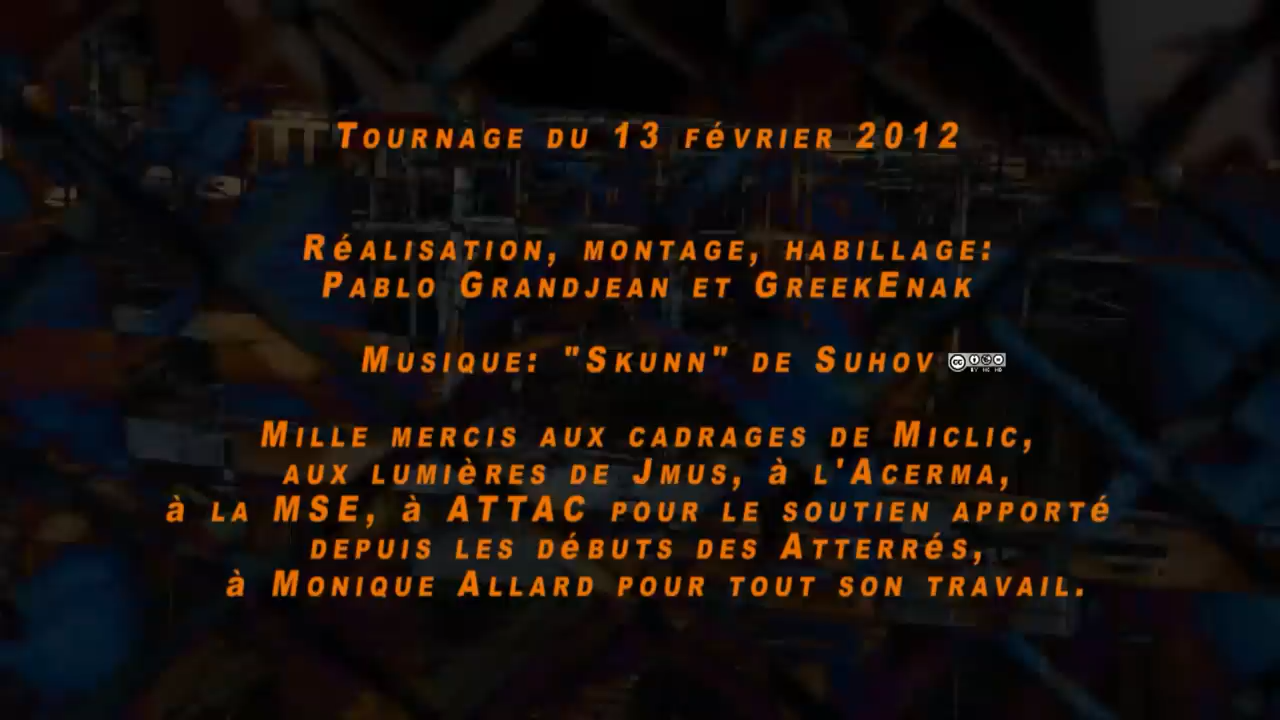 Tournage du 13 février 2012
Réalisation, montage, habillage:
Pablo Grandjean et GreekEnak
Musique: "Skunn" de Suhov
Mille mercis aux cadrages de Miclic,
aux lumières de Jmus, à l'Acerma,
à la MSE, à ATTAC pour le soutien apporté
depuis les débuts des Atterrés,
à Monique Allard pour tout son travail.